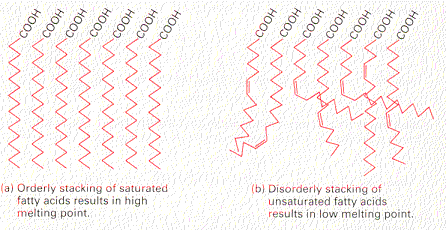 COOH COOH COOH COOH COOH COOH COOH
COOH COOH COOH COOH COOH COOH COOH
(a) Orderly stacking of saturated
fatty acids results in high
melting point.
(b) Disorderly stacking of
unsaturated fatty acids
results in low melting point.